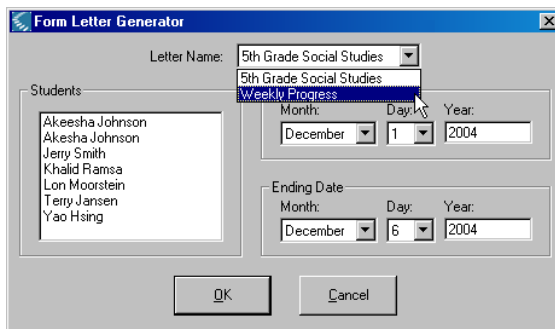 Form Letter Generator
Letter Name: 5th Grade Social Studies
5th Grade Social Studies
Weekly Progress
Students
Akeesha Johnson
Akesha Johnson
Jerry Smith
Khalid Ramsa
Lon Moorstein
Terry Jansen
Yao Hsing
Month: Day: Year:
December 1 2004
Ending Date
Month: Day: Year:
December 6 2004
OK Cancel